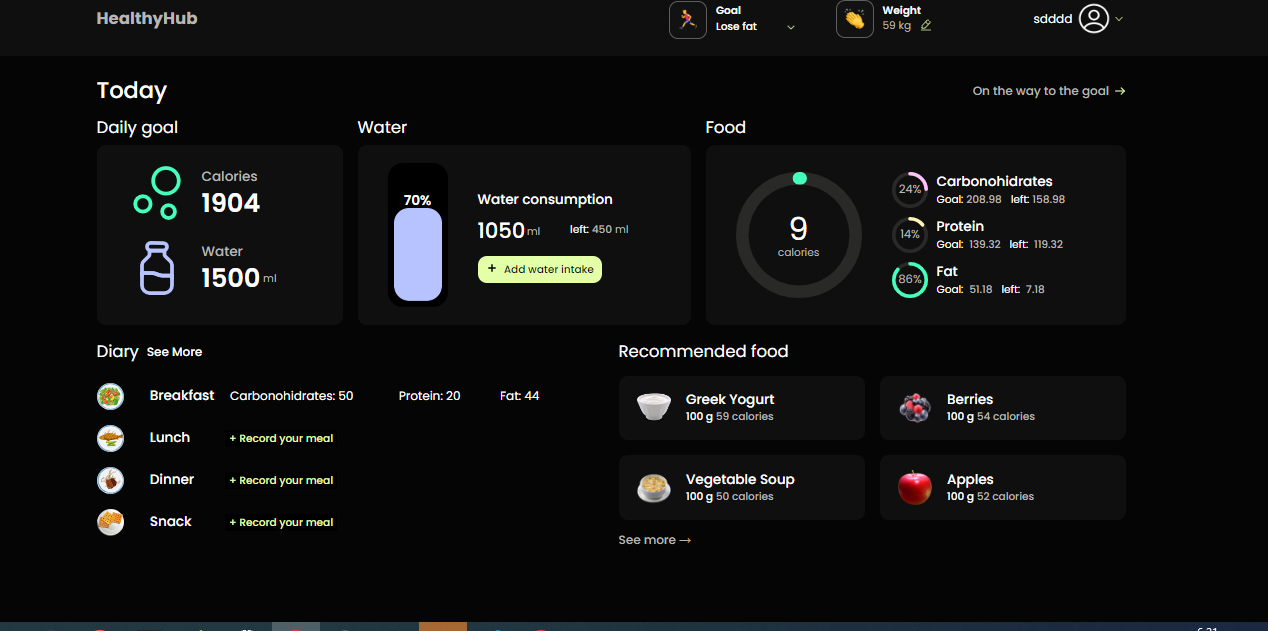 HealthyHub
Goal
Lose fat
Weight
59 kg
sdddd
Today
On the way to the goal →
Daily goal
Calories
1904
Water
1500 ml
Water
70%
Water consumption
1050 ml left: 450 ml
+ Add water intake
Food
9
calories
24%
Carbonohidrates
Goal: 208.98 left: 158.98
14%
Protein
Goal: 139.32 left: 119.32
86%
Fat
Goal: 51.18 left: 7.18
Diary See More
Breakfast Carbonohidrates: 50 Protein: 20 Fat: 44
Lunch + Record your meal
Dinner + Record your meal
Snack + Record your meal
Recommended food
Greek Yogurt
100 g 59 calories
Berries
100 g 54 calories
Vegetable Soup
100 g 50 calories
Apples
100 g 52 calories
See more →